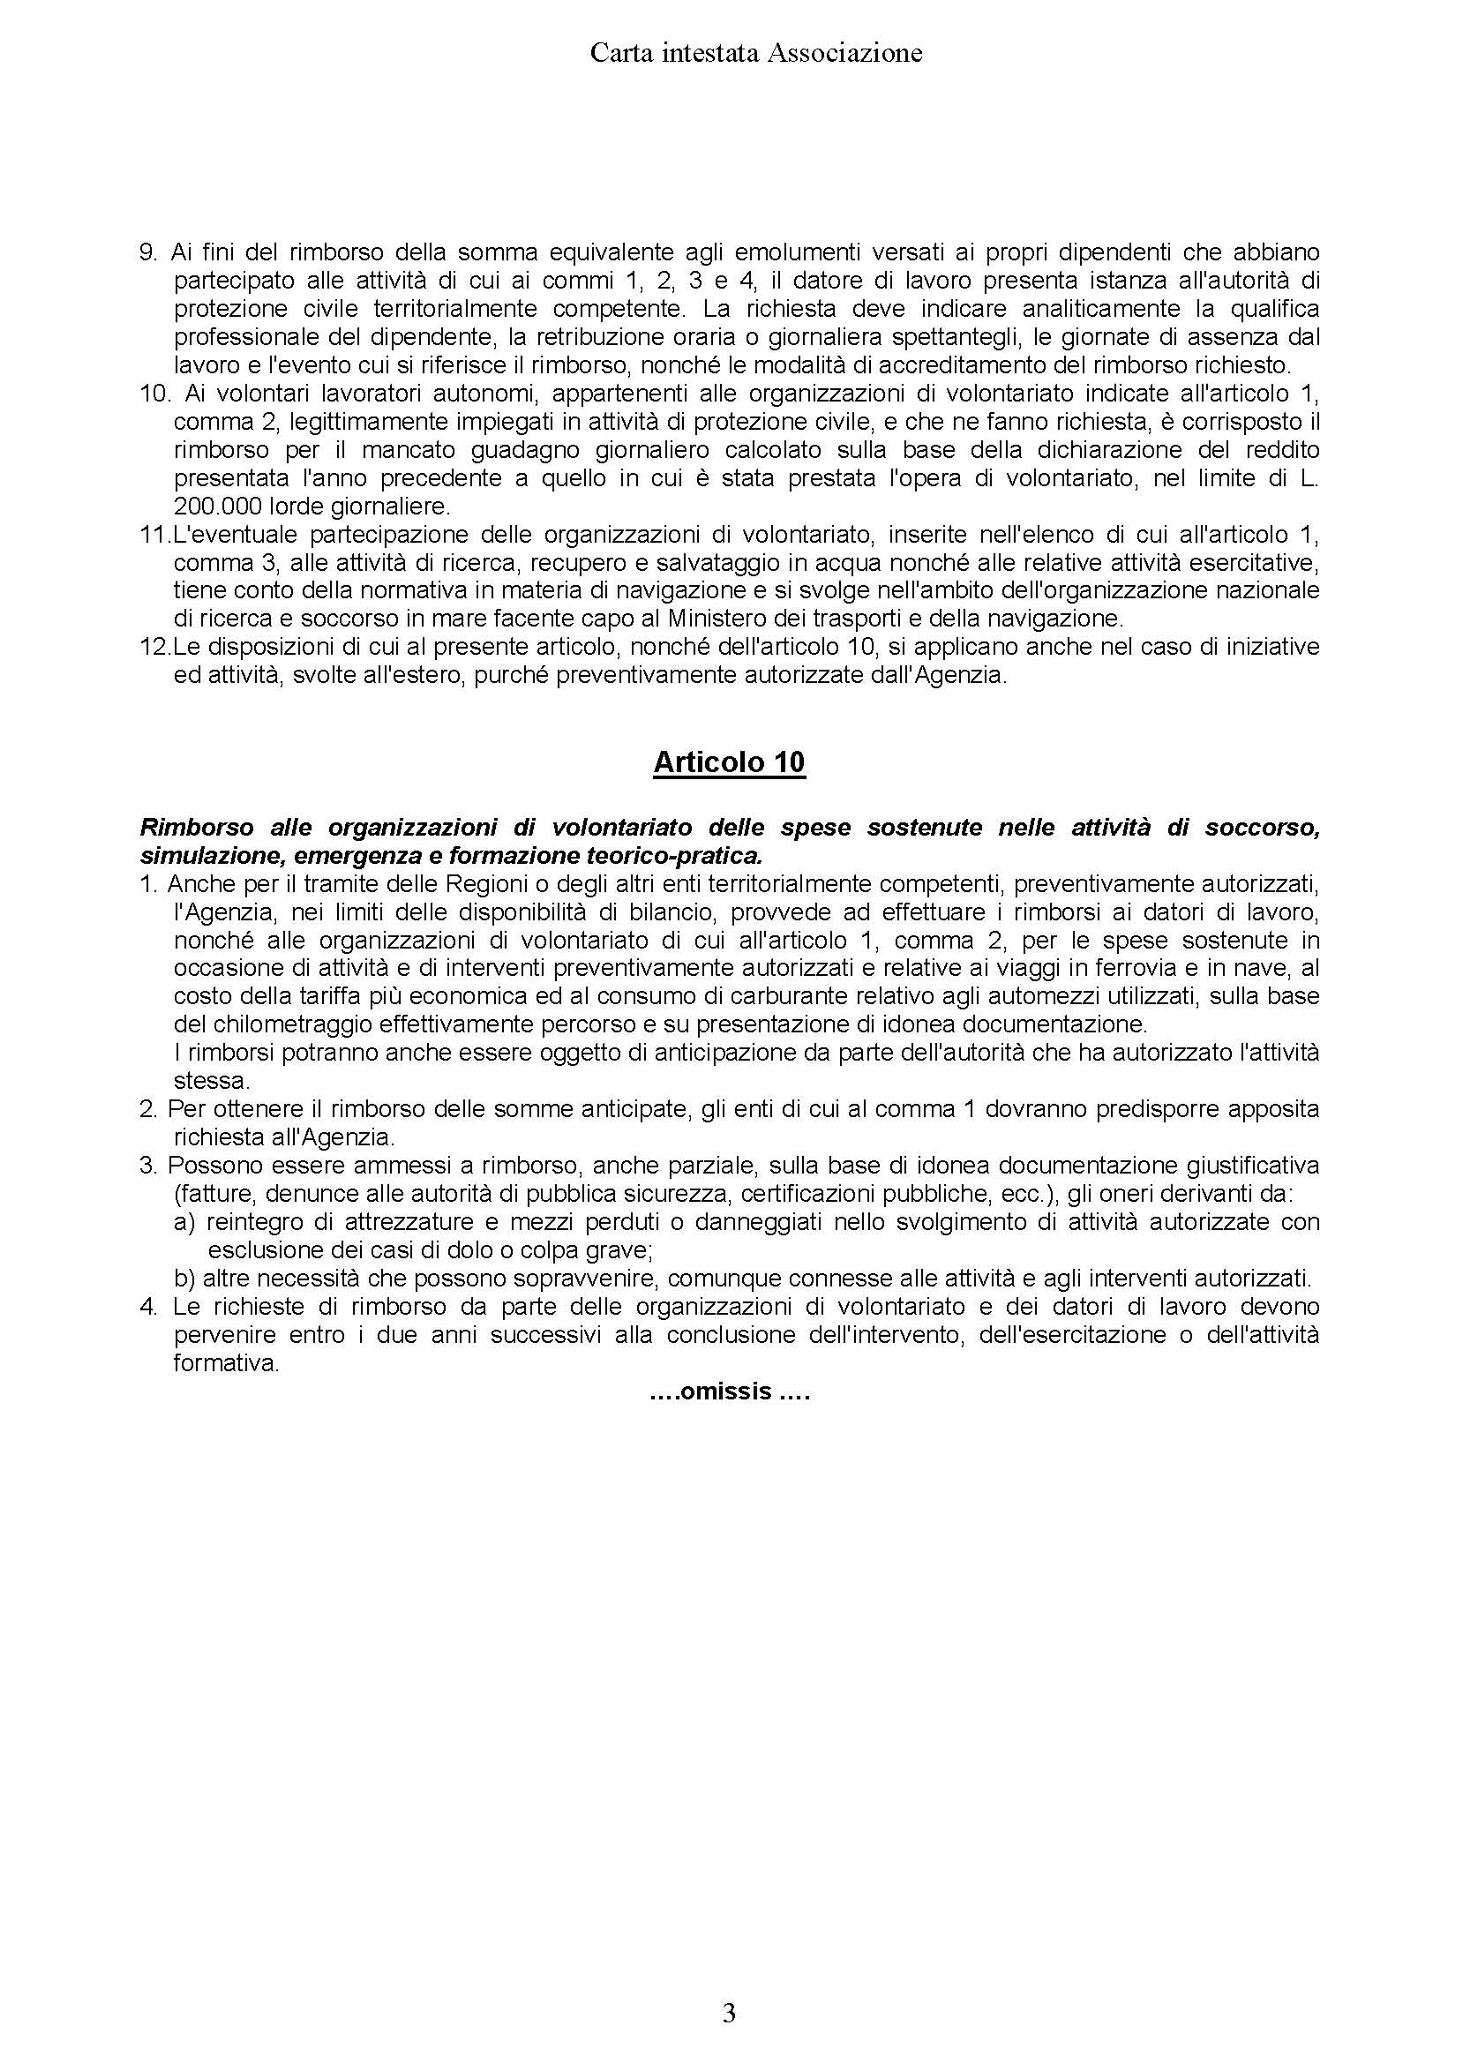 Carta intestata Associazione
9. Ai fini del rimborso della somma equivalente agli emolumenti versati ai propri dipendenti che abbiano
partecipato alle attività di cui ai commi 1, 2, 3 e 4, il datore di lavoro presenta istanza all'autorità di
protezione civile territorialmente competente. La richiesta deve indicare analiticamente la qualifica
professionale del dipendente, la retribuzione oraria o giornaliera spettantegli, le giornate di assenza dal
lavoro e l'evento cui si riferisce il rimborso, nonché le modalità di accreditamento del rimborso richiesto.
10. Ai volontari lavoratori autonomi, appartenenti alle organizzazioni di volontariato indicate all'articolo 1,
comma 2, legittimamente impiegati in attività di protezione civile, e che ne fanno richiesta, è corrisposto il
rimborso per il mancato guadagno giornaliero calcolato sulla base della dichiarazione del reddito
presentata l'anno precedente a quello in cui è stata prestata l'opera di volontariato, nel limite di L.
200.000 lorde giornaliere.
11.L'eventuale partecipazione delle organizzazioni di volontariato, inserite nell'elenco di cui all'articolo 1,
comma 3, alle attività di ricerca, recupero e salvataggio in acqua nonché alle relative attività esercitative,
tiene conto della normativa in materia di navigazione e si svolge nell'ambito dell'organizzazione nazionale
di ricerca e soccorso in mare facente capo al Ministero dei trasporti e della navigazione.
12.Le disposizioni di cui al presente articolo, nonché dell'articolo 10, si applicano anche nel caso di iniziative
ed attività, svolte all'estero, purché preventivamente autorizzate dall'Agenzia.
Articolo 10
Rimborso alle organizzazioni di volontariato delle spese sostenute nelle attività di soccorso,
simulazione, emergenza e formazione teorico-pratica.
1. Anche per il tramite delle Regioni o degli altri enti territorialmente competenti, preventivamente autorizzati,
l'Agenzia, nei limiti delle disponibilità di bilancio, provvede ad effettuare i rimborsi ai datori di lavoro,
nonché alle organizzazioni di volontariato di cui all'articolo 1, comma 2, per le spese sostenute in
occasione di attività e di interventi preventivamente autorizzati e relative ai viaggi in ferrovia e in nave, al
costo della tariffa più economica ed al consumo di carburante relativo agli automezzi utilizzati, sulla base
del chilometraggio effettivamente percorso e su presentazione di idonea documentazione.
I rimborsi potranno anche essere oggetto di anticipazione da parte dell'autorità che ha autorizzato l'attività
stessa.
2. Per ottenere il rimborso delle somme anticipate, gli enti di cui al comma 1 dovranno predisporre apposita
richiesta all'Agenzia.
3. Possono essere ammessi a rimborso, anche parziale, sulla base di idonea documentazione giustificativa
(fatture, denunce alle autorità di pubblica sicurezza, certificazioni pubbliche, ecc.), gli oneri derivanti da:
a) reintegro di attrezzature e mezzi perduti o danneggiati nello svolgimento di attività autorizzate con
esclusione dei casi di dolo o colpa grave;
b) altre necessità che possono sopravvenire, comunque connesse alle attività e agli interventi autorizzati.
4. Le richieste di rimborso da parte delle organizzazioni di volontariato e dei datori di lavoro devono
pervenire entro i due anni successivi alla conclusione dell'intervento, dell'esercitazione o dell'attività
formativa.
....omissis ....
3